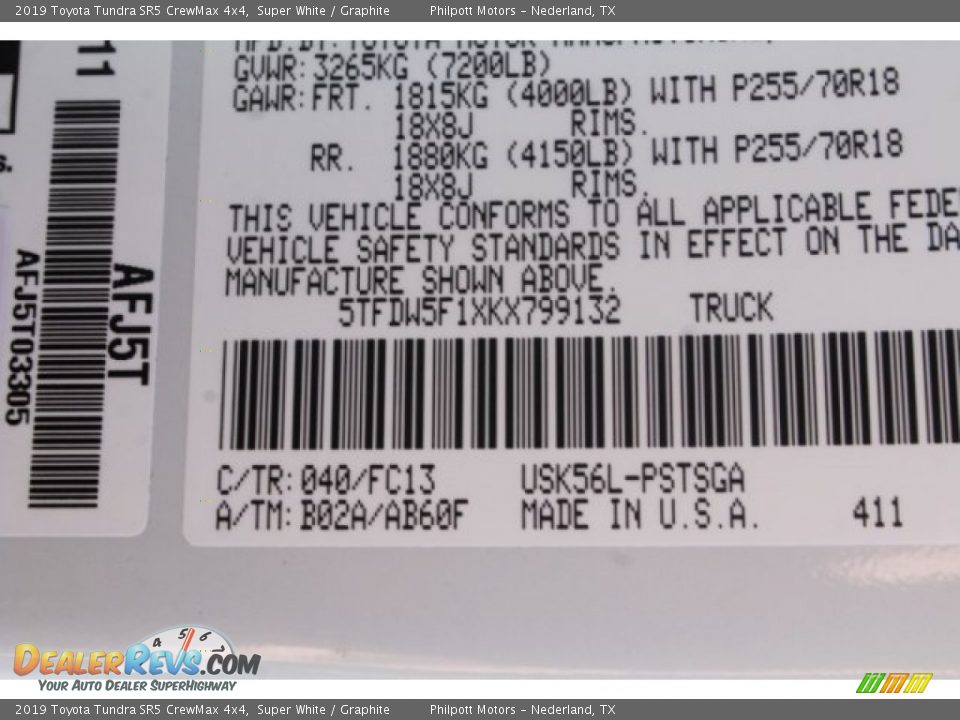 2019 Toyota Tundra SR5 CrewMax 4x4, Super White / Graphite Philpott Motors – Nederland, TX
GVWR: 3265KG (7200LB)
GAWR: FRT. 1815KG (4000LB) WITH P255/70R18
18X8J RIMS.
RR. 1880KG (4150LB) WITH P255/70R18
18X8J RIMS.
THIS VEHICLE CONFORMS TO ALL APPLICABLE FEDE
VEHICLE SAFETY STANDARDS IN EFFECT ON THE DA
MANUFACTURE SHOWN ABOVE.
5TFDW5F1XKX799132 TRUCK
C/TR: 040/FC13 USK56L-PSTSGA
A/TM: B02A/AB60F MADE IN U.S.A. 411
11
s.
AFJ5T
AFJ5T03305
4 5 6 7
DEALERREVS.COM
YOUR AUTO DEALER SUPERHIGHWAY
2019 Toyota Tundra SR5 CrewMax 4x4, Super White / Graphite Philpott Motors – Nederland, TX